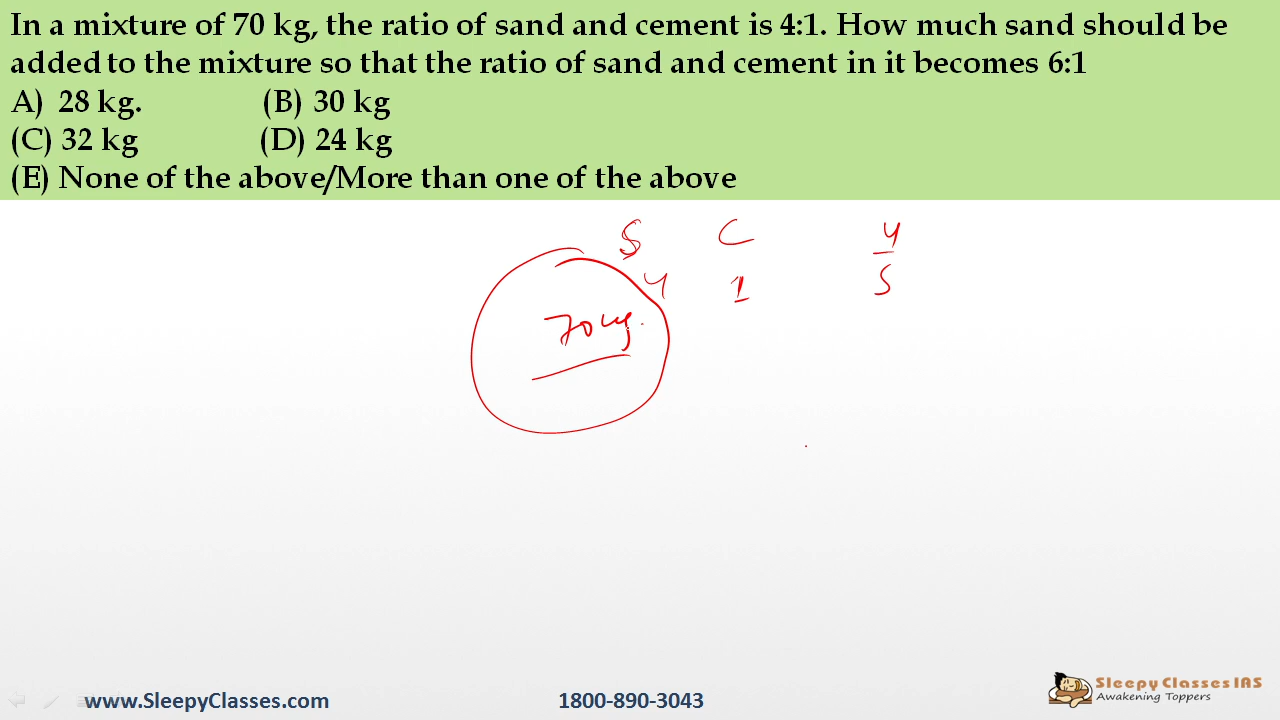 In a mixture of 70 kg, the ratio of sand and cement is 4:1. How much sand should be
added to the mixture so that the ratio of sand and cement in it becomes 6:1
A) 28 kg. (B) 30 kg
(C) 32 kg (D) 24 kg
(E) None of the above/More than one of the above
S C 4
4 1 5
70 kg.
www.SleepyClasses.com 1800-890-3043 Sleepy Classes IAS
Awakening Toppers